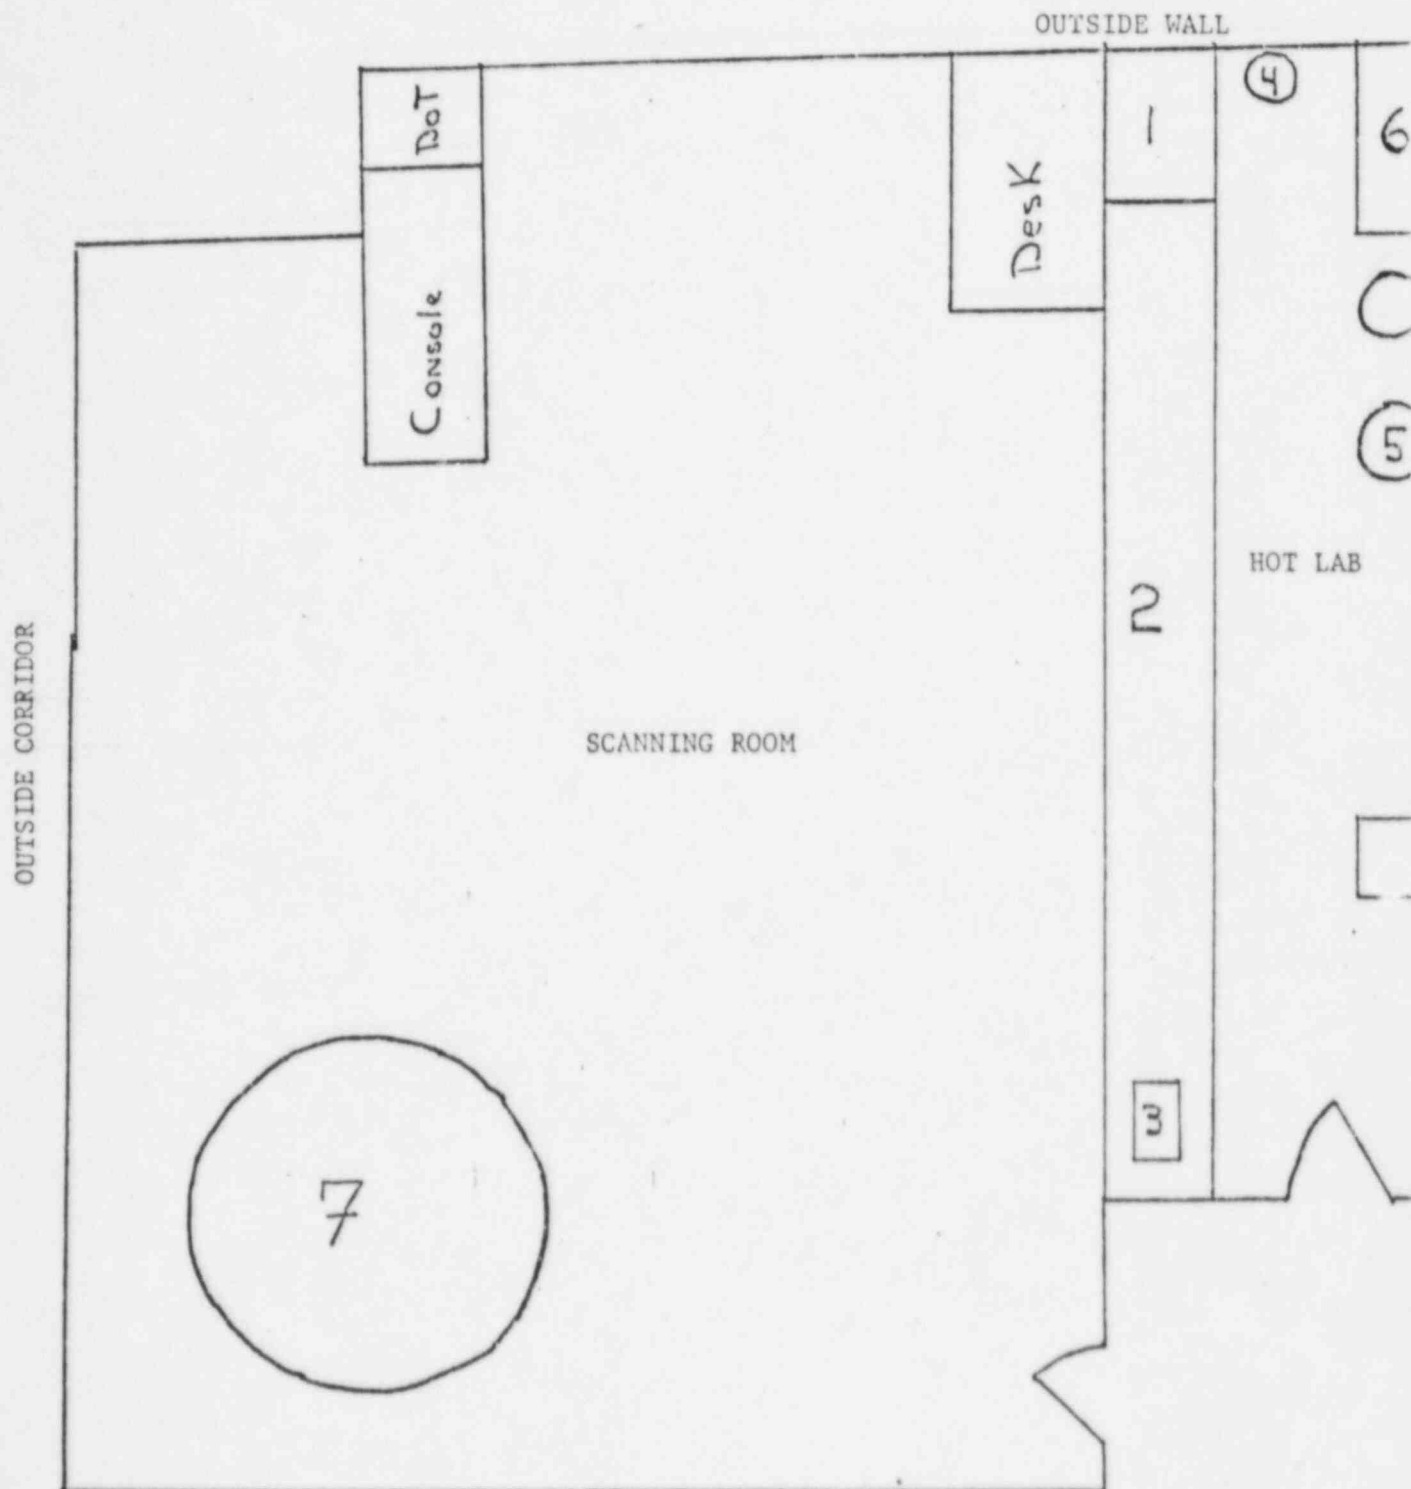 OUTSIDE WALL
DOT
Console
Desk
1
4
6
5
2
HOT LAB
OUTSIDE CORRIDOR
SCANNING ROOM
3
7